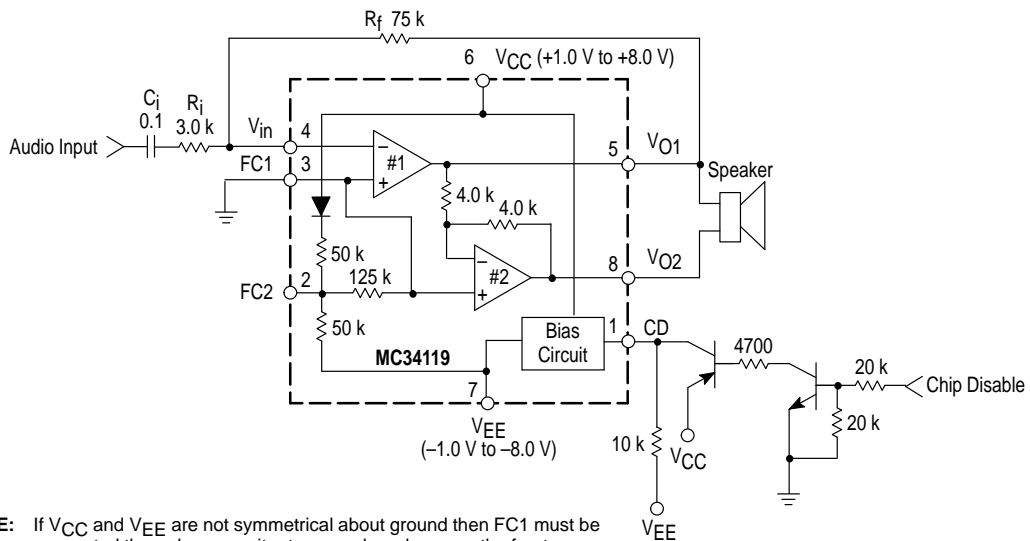 Rf 75 k
6 VCC (+1.0 V to +8.0 V)
Ci
0.1
Ri
3.0 k
Vin
4
Audio Input
FC1
3
−
+
#1
5
VO1
Speaker
4.0 k
4.0 k
50 k
2
FC2
125 k
−
+
#2
8
VO2
50 k
MC34119
Bias
Circuit
1
CD
4700
20 k
Chip Disable
20 k
7
VEE
(–1.0 V to –8.0 V)
10 k
VCC
VEE
E: If VCC and VEE are not symmetrical about ground then FC1 must be